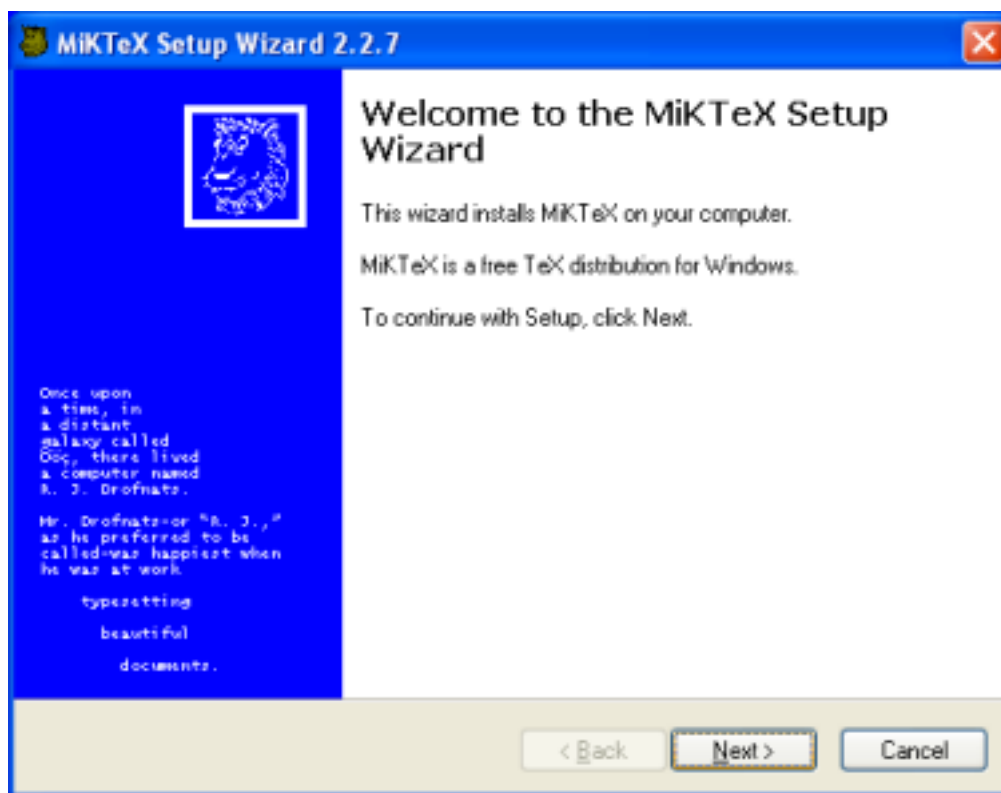 MiKTeX Setup Wizard 2.2.7
Welcome to the MiKTeX Setup
Wizard
This wizard installs MiKTeX on your computer.
MiKTeX is a free TeX distribution for Windows.
To continue with Setup, click Next.
Once upon
a time, in
a distant
galaxy called
Ööç, there lived
a computer named
R. J. Drofnats.
Mr. Drofnats-or "R. J.,"
as he preferred to be
called-was happiest when
he was at work
typesetting
beautiful
documents.
< Back
Next >
Cancel